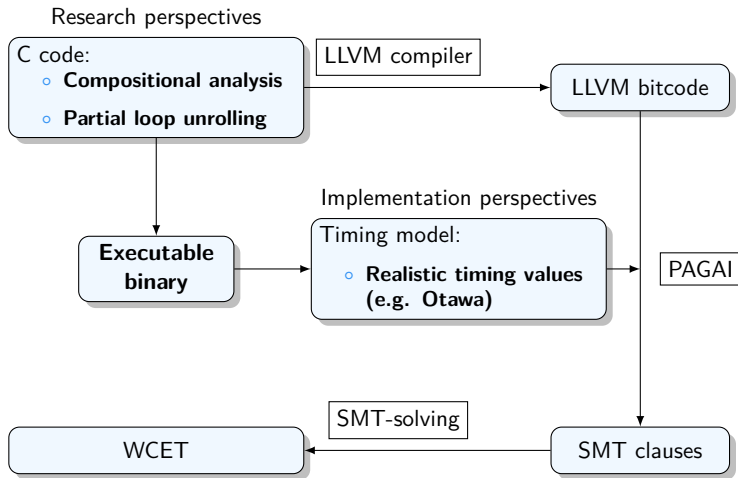 Research perspectives
C code:
Compositional analysis
Partial loop unrolling
LLVM compiler
LLVM bitcode
Executable
binary
Implementation perspectives
Timing model:
Realistic timing values
(e.g. Otawa)
PAGAI
SMT-solving
WCET
SMT clauses